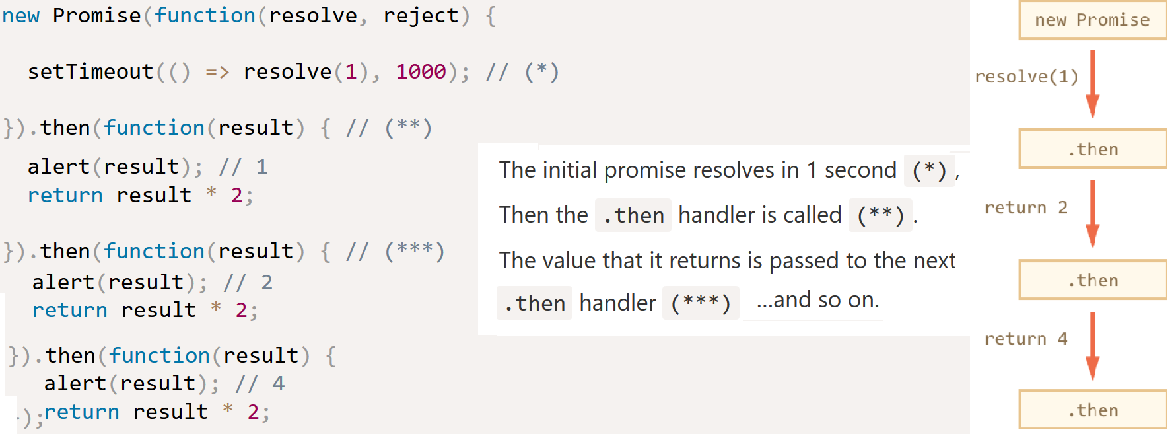 new Promise(function(resolve, reject) {
setTimeout(() => resolve(1), 1000); // (*)
}).then(function(result) { // (**)
alert(result); // 1
return result * 2;
}).then(function(result) { // (***)
alert(result); // 2
return result * 2;
}).then(function(result) {
alert(result); // 4
return result * 2;
);
The initial promise resolves in 1 second (*),
Then the .then handler is called (**).
The value that it returns is passed to the next
.then handler (***) ...and so on.
new Promise
resolve(1)
.then
return 2
.then
return 4
.then